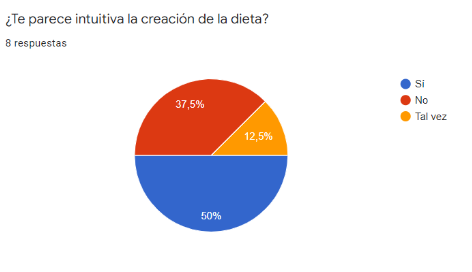 ¿Te parece intuitiva la creación de la dieta?
8 respuestas
Sí
No
Tal vez
37,5%
12,5%
50%